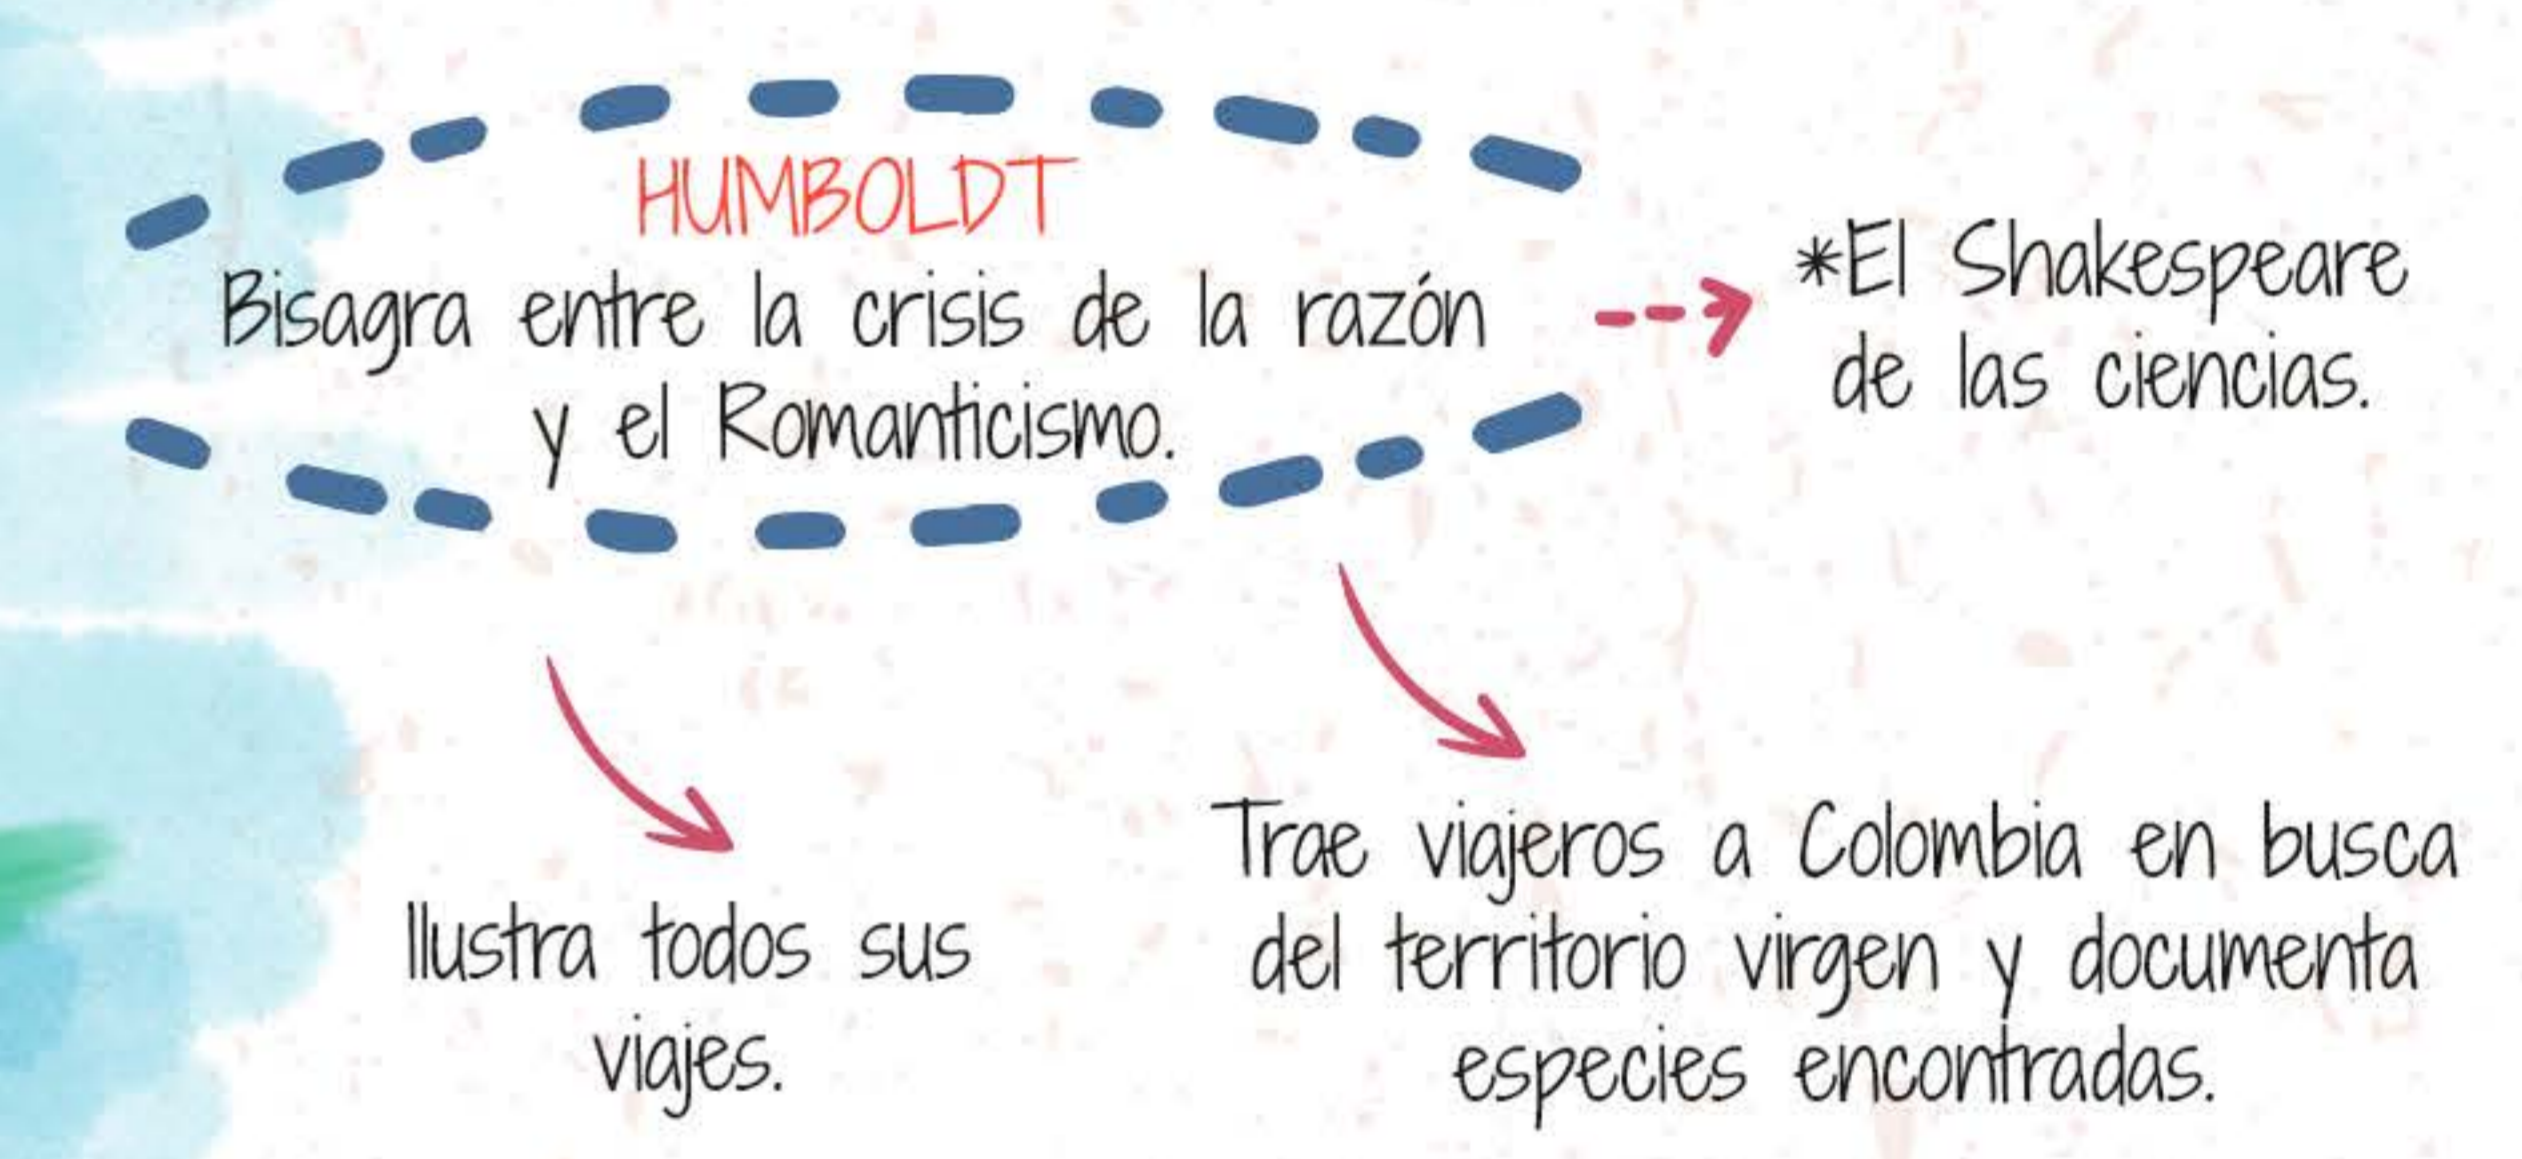 HUMBOLDT
Bisagra entre la crisis de la razón
y el Romanticismo.
*El Shakespeare
de las ciencias.
Ilustra todos sus
viajes.
Trae viajeros a Colombia en busca
del territorio virgen y documenta
especies encontradas.